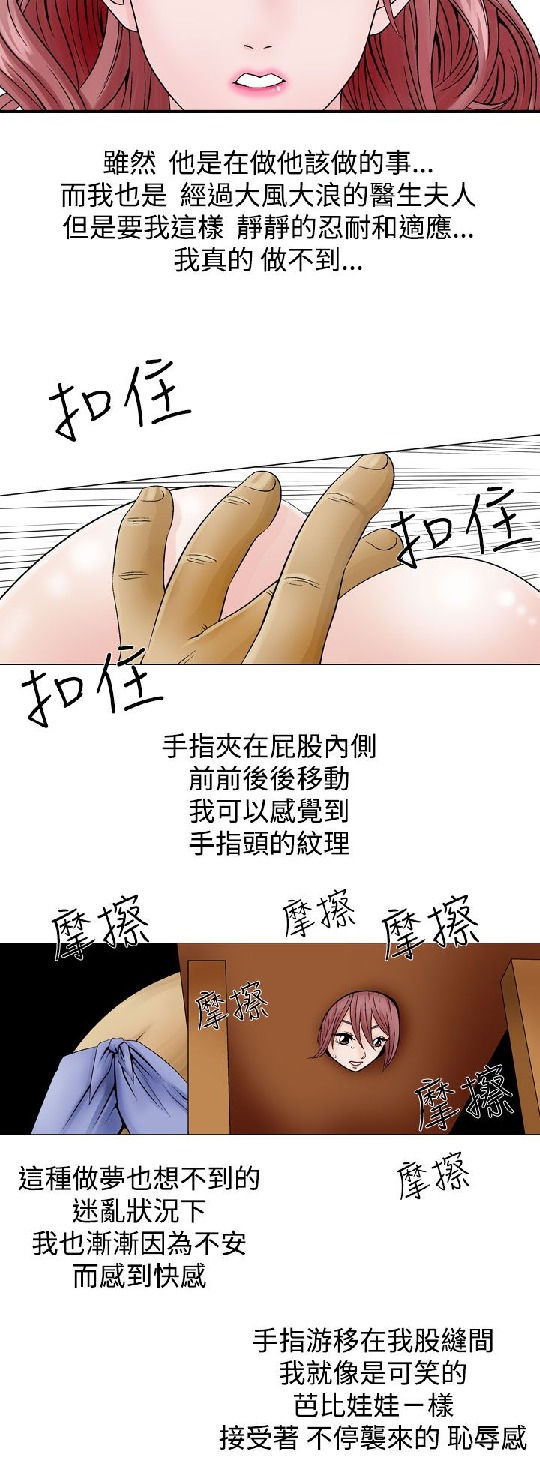 雖然 他是在做他該做的事...
而我也是 經過大風大浪的醫生夫人
但是要我這樣 靜靜的忍耐和適應...
我真的 做不到...
扣住
扣住
扣住
手指夾在屁股內側
前前後後移動
我可以感覺到
手指頭的紋理
摩擦
摩擦
摩擦
摩擦
摩擦
摩擦
這種做夢也想不到的
迷亂狀況下
我也漸漸因為不安
而感到快感
手指游移在我股縫間
我就像是可笑的
芭比娃娃一樣
接受著 不停襲來的 恥辱感